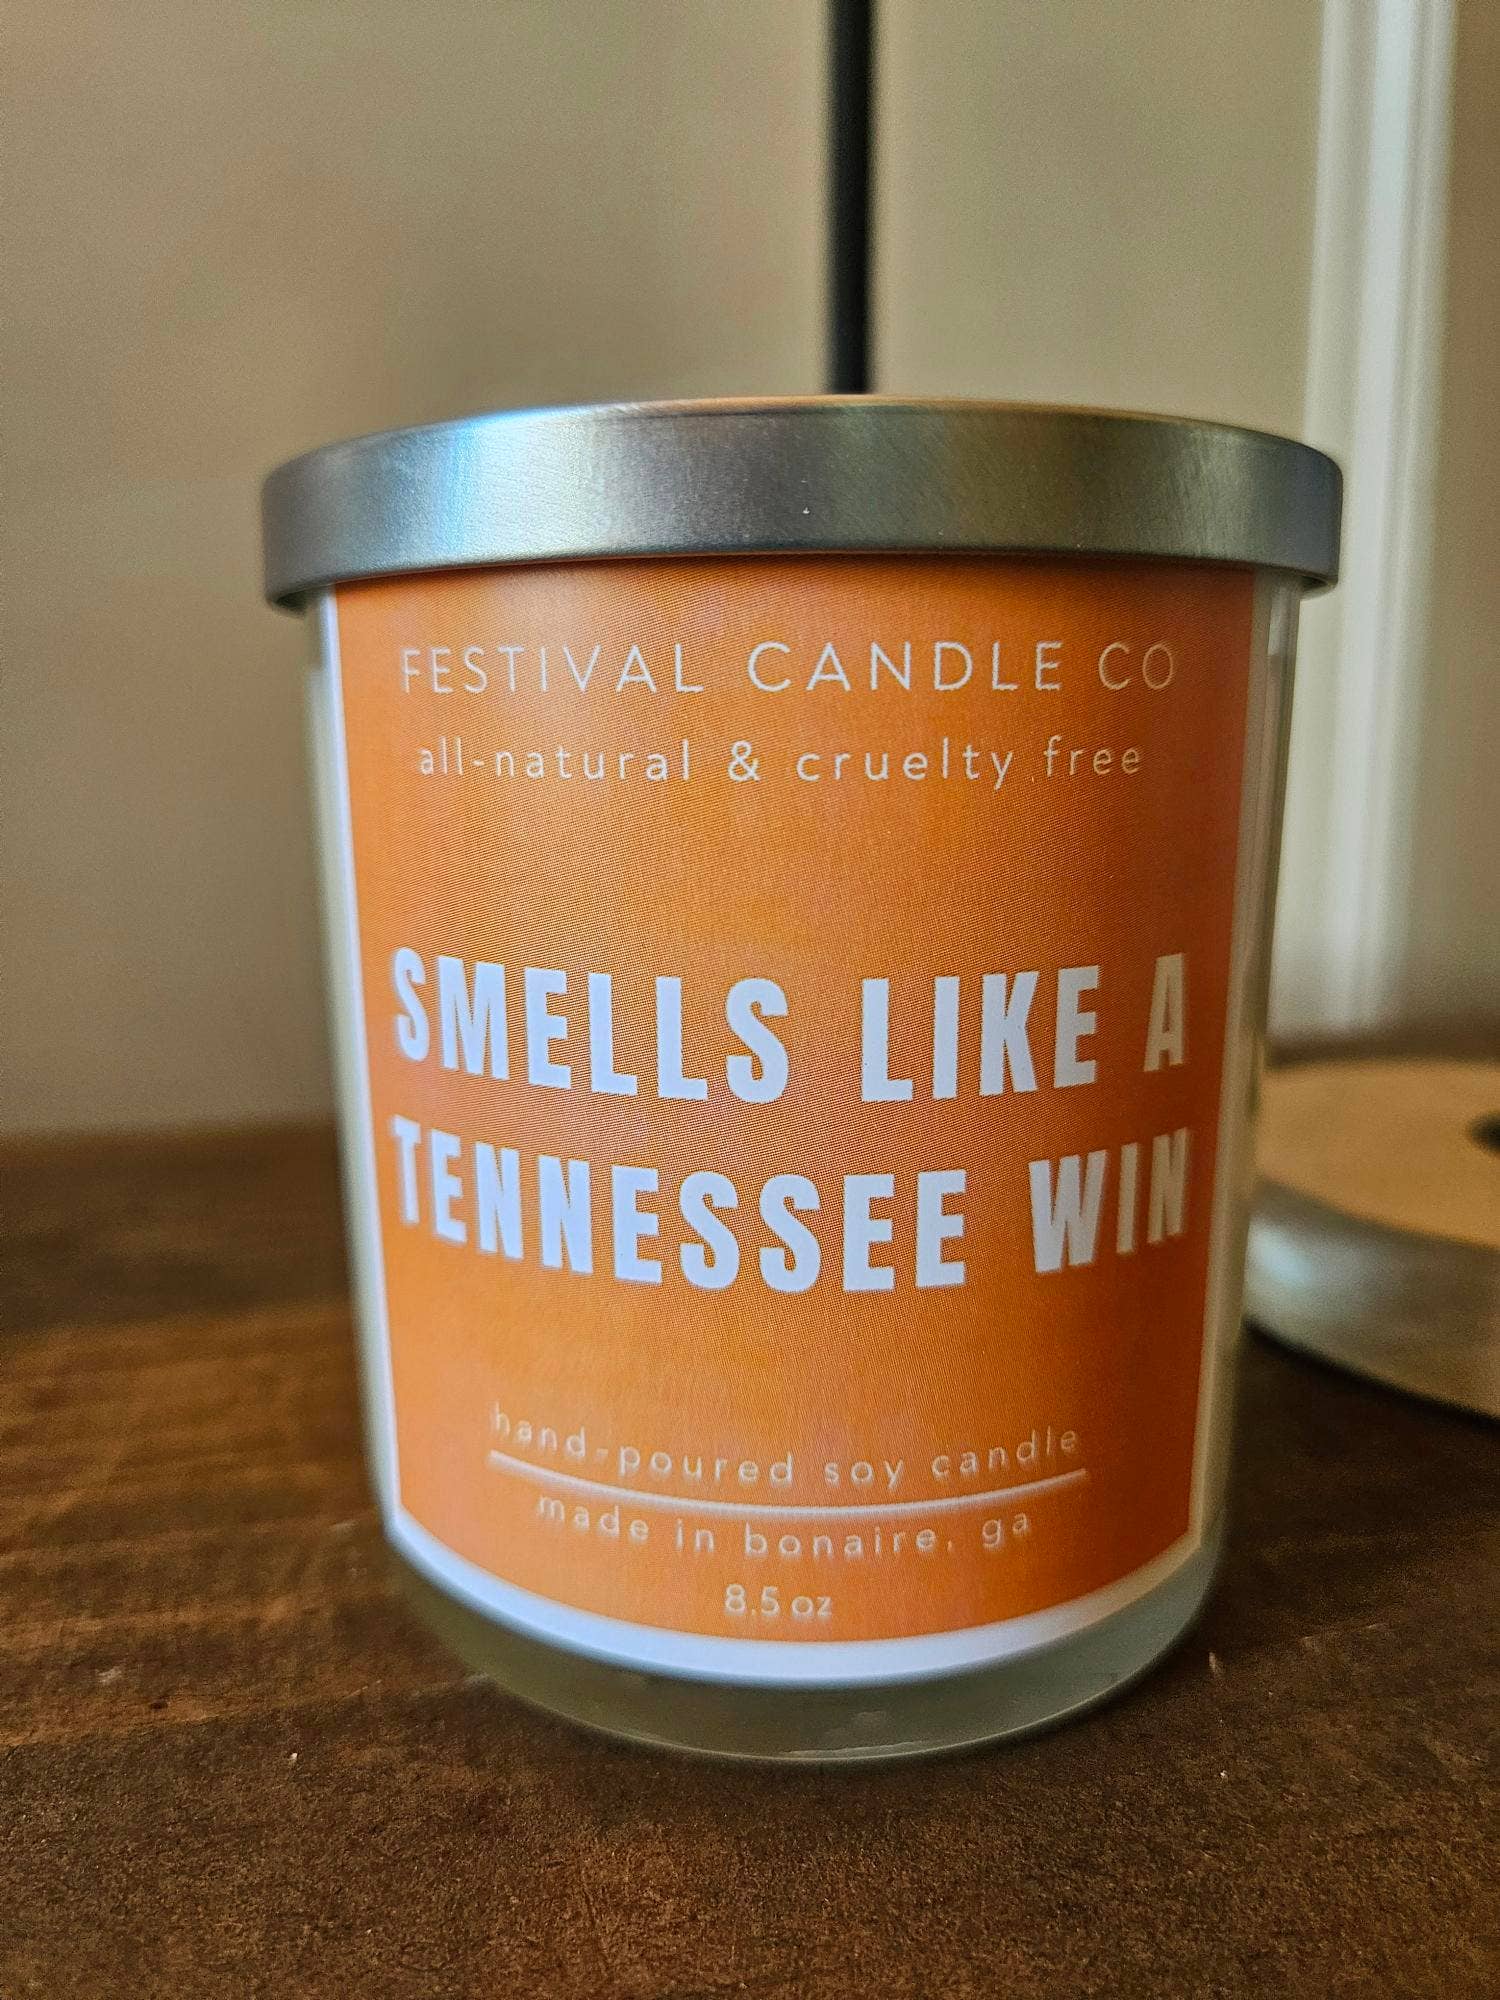 FESTIVAL CANDLE CO
all-natural & cruelty free
SMELLS LIKE A
TENNESSEE WIN
hand-poured soy candle
made in bonaire, ga
8.5 oz